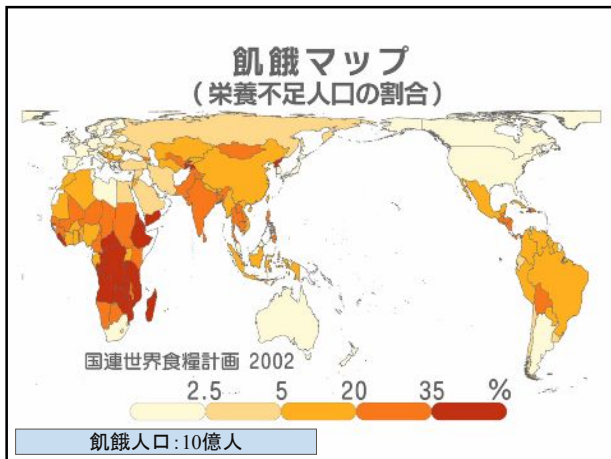 飢餓マップ
(栄養不足人口の割合)
国連世界食糧計画 2002
2.5 5 20 35 %
飢餓人口:10億人